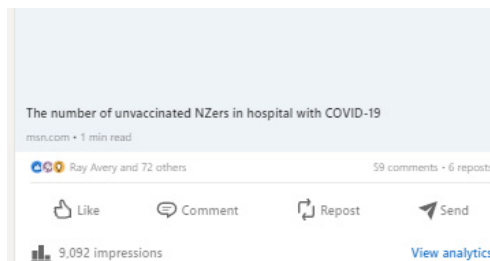 The number of unvaccinated NZers in hospital with COVID-19
msn.com • 1 min read
Ray Avery and 72 others 59 comments • 6 reposts
Like Comment Repost Send
9,092 impressions View analytics